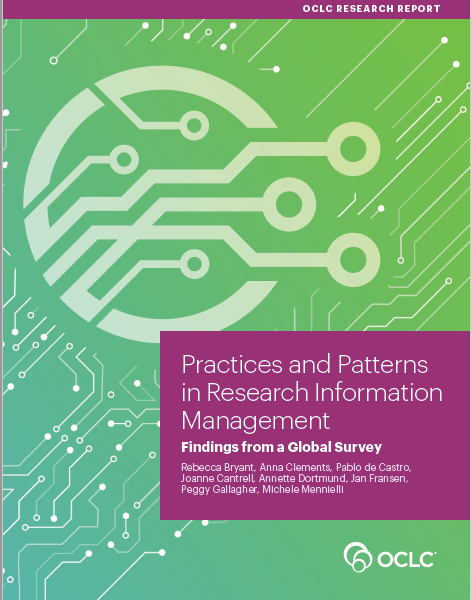 OCLC RESEARCH REPORT
Practices and Patterns
in Research Information
Management
Findings from a Global Survey
Rebecca Bryant, Anna Clements, Pablo de Castro,
Joanne Cantrell, Annette Dortmund, Jan Fransen,
Peggy Gallagher, Michele Mennielli
OCLC